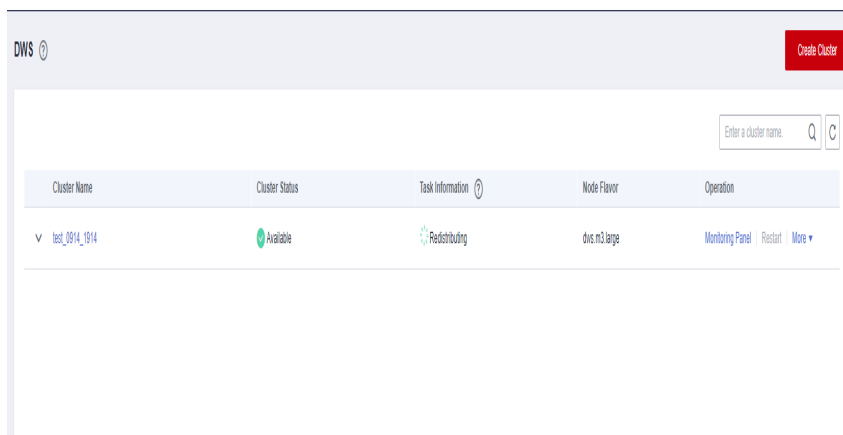 DWS
Create Cluster
Enter a cluster name.
Cluster Name Cluster Status Task Information Node Flavor Operation
test_0914_1914 Available Redistributing dws.m3.large Monitoring Panel | Restart | More